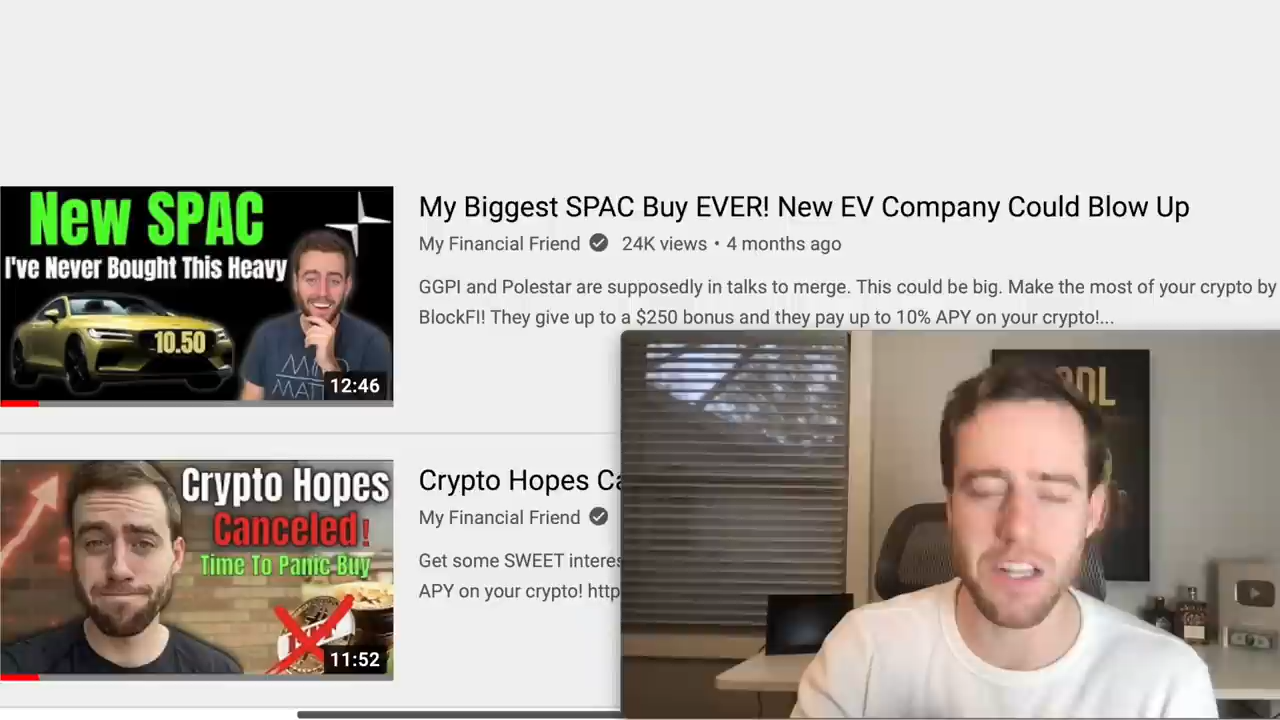 New SPAC
I've Never Bought This Heavy
10.50
12:46
My Biggest SPAC Buy EVER! New EV Company Could Blow Up
My Financial Friend 24K views • 4 months ago
GGPI and Polestar are supposedly in talks to merge. This could be big. Make the most of your crypto by
BlockFI! They give up to a $250 bonus and they pay up to 10% APY on your crypto!...
Crypto Hopes
Canceled!
Time To Panic Buy
11:52
Crypto Hopes Ca
My Financial Friend
Get some SWEET interes
APY on your crypto! http